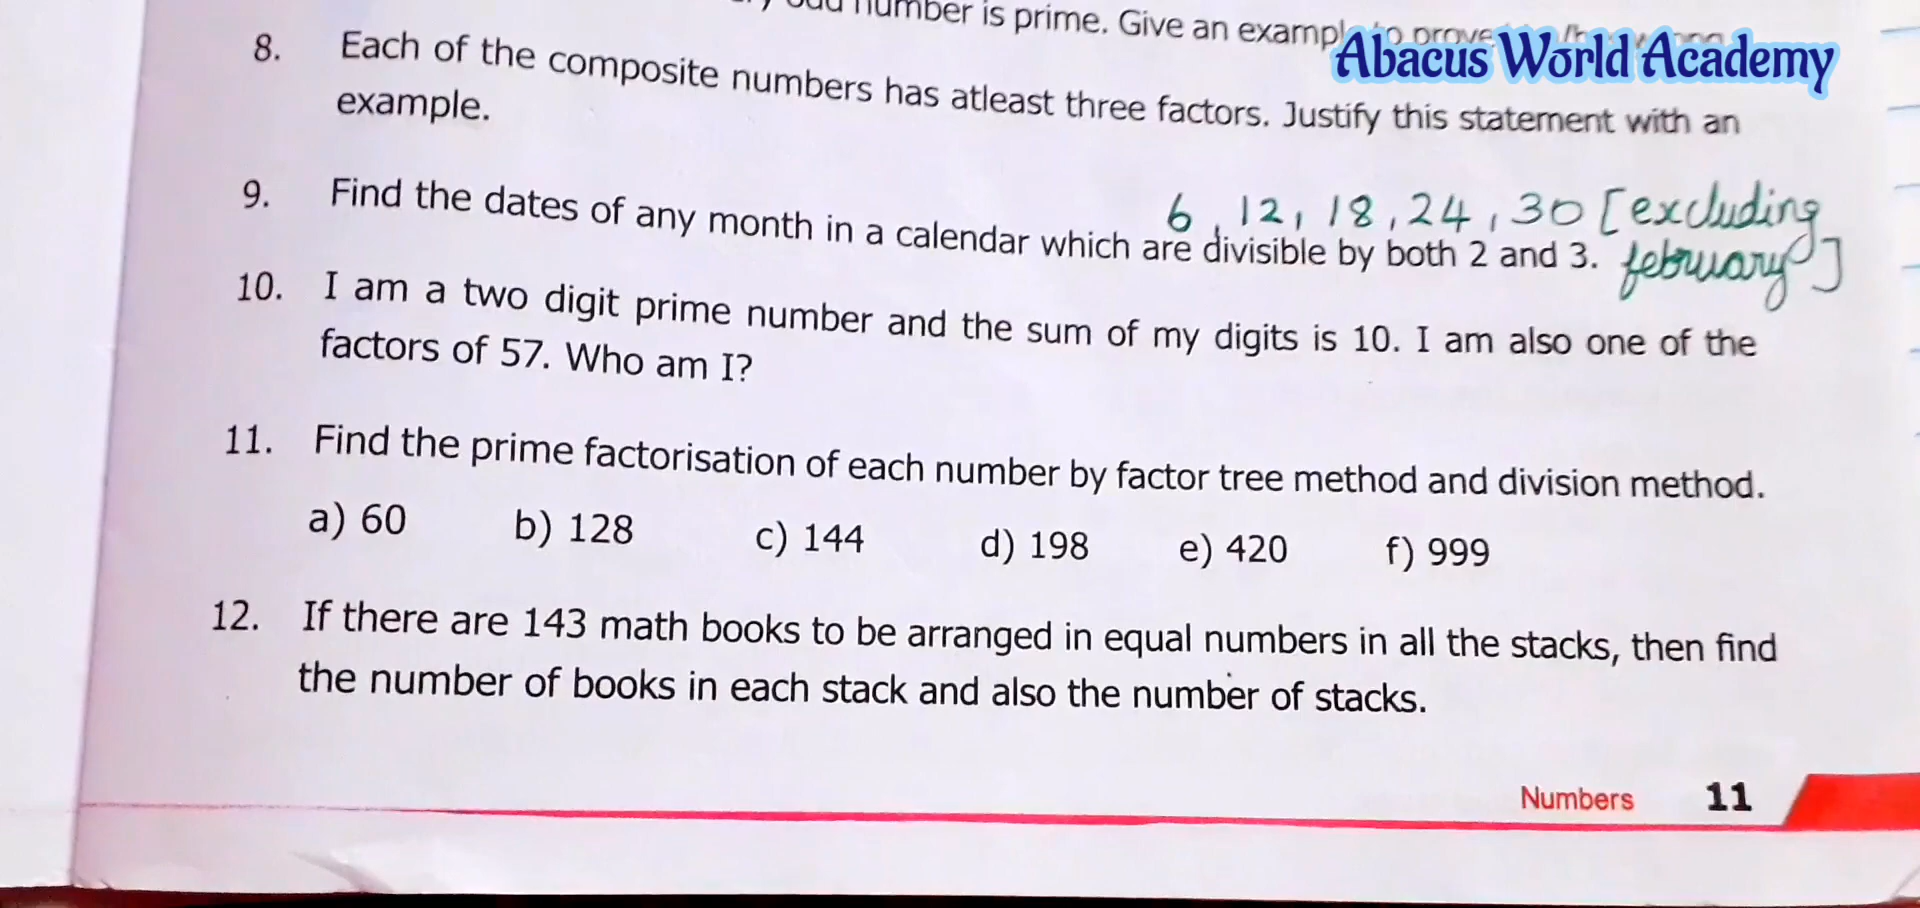 number is prime. Give an example to prove
Abacus World Academy
8. Each of the composite numbers has atleast three factors. Justify this statement with an
example.
6, 12, 18, 24, 30 [excluding
9. Find the dates of any month in a calendar which are divisible by both 2 and 3. february]
10. I am a two digit prime number and the sum of my digits is 10. I am also one of the
factors of 57. Who am I?
11. Find the prime factorisation of each number by factor tree method and division method.
a) 60 b) 128 c) 144 d) 198 e) 420 f) 999
12. If there are 143 math books to be arranged in equal numbers in all the stacks, then find
the number of books in each stack and also the number of stacks.
Numbers 11